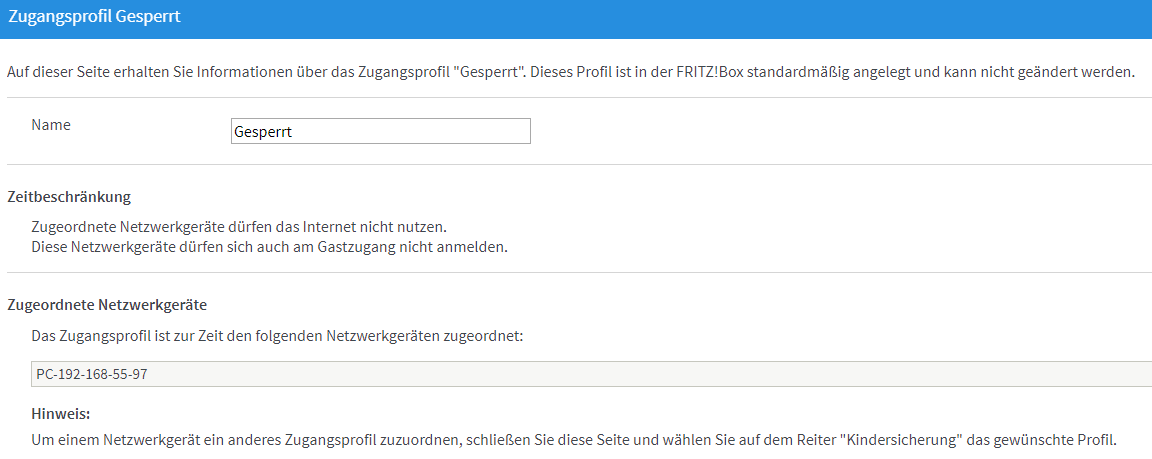 Zugangsprofil Gesperrt
Auf dieser Seite erhalten Sie Informationen über das Zugangsprofil "Gesperrt". Dieses Profil ist in der FRITZ!Box standardmäßig angelegt und kann nicht geändert werden.
Name
Gesperrt
Zeitbeschränkung
Zugeordnete Netzwerkgeräte dürfen das Internet nicht nutzen.
Diese Netzwerkgeräte dürfen sich auch am Gastzugang nicht anmelden.
Zugeordnete Netzwerkgeräte
Das Zugangsprofil ist zur Zeit den folgenden Netzwerkgeräten zugeordnet:
PC-192-168-55-97
Hinweis:
Um einem Netzwerkgerät ein anderes Zugangsprofil zuzuordnen, schließen Sie diese Seite und wählen Sie auf dem Reiter "Kindersicherung" das gewünschte Profil.